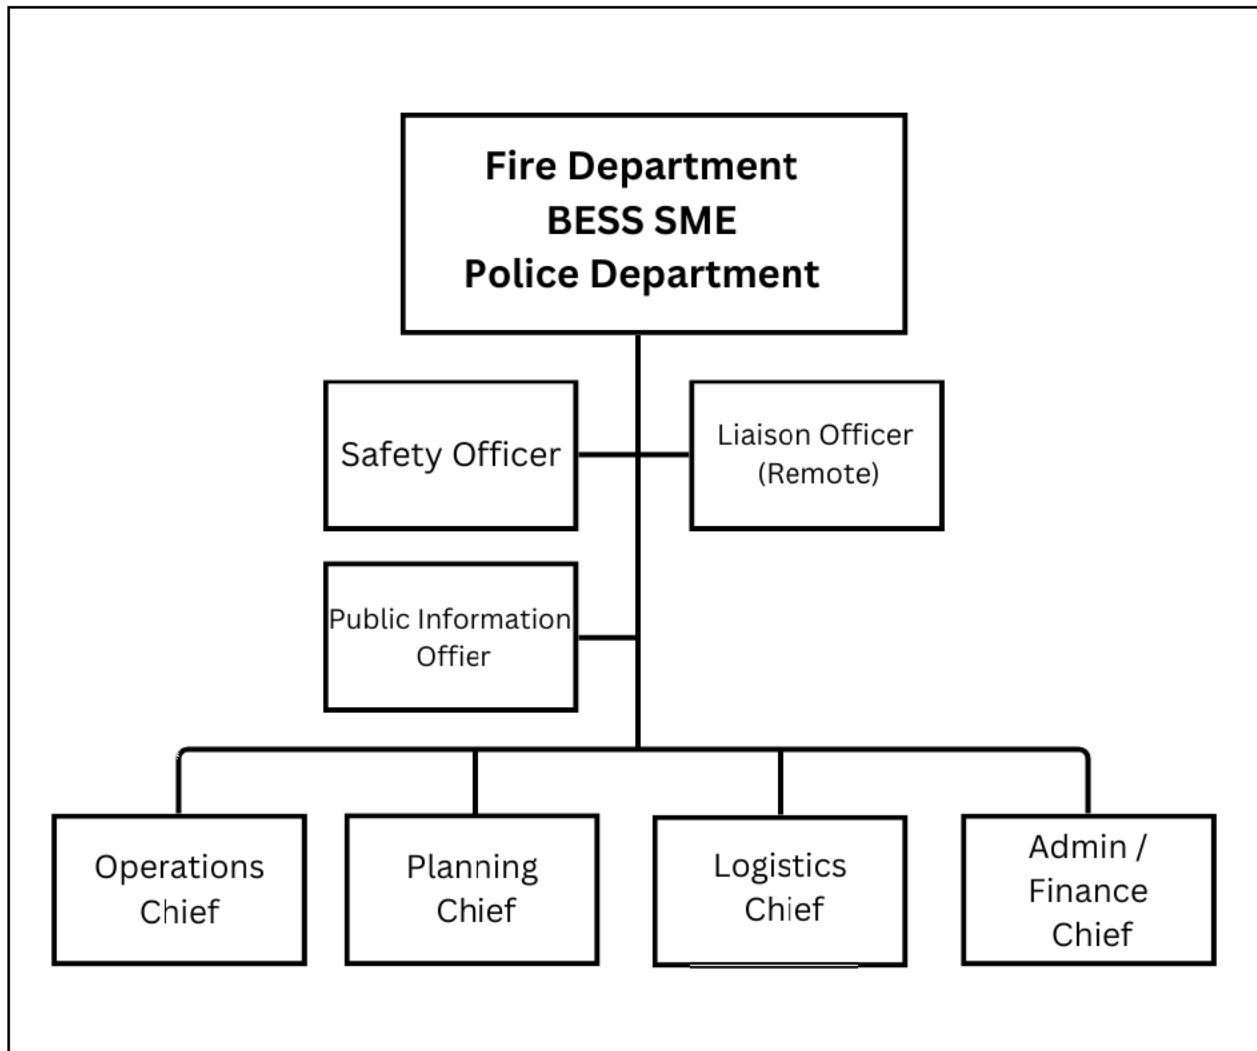 Fire Department
BESS SME
Police Department
Safety Officer
Liaison Officer
(Remote)
Public Information
Offier
Operations
Chief
Planning
Chief
Logistics
Chief
Admin /
Finance
Chief